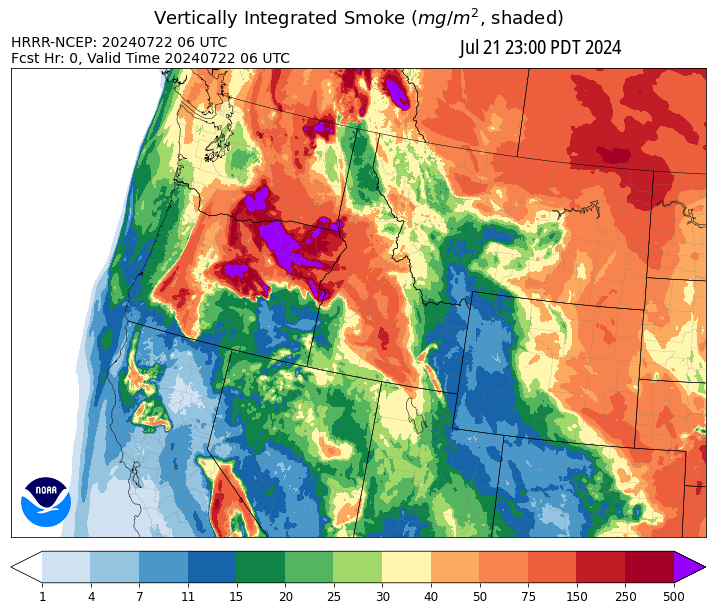 Vertically Integrated Smoke (mg/m², shaded)
HRRR-NCEP: 20240722 06 UTC
Jul 21 23:00 PDT 2024
Fcst Hr: 0, Valid Time 20240722 06 UTC
NOAA
1 4 7 11 15 20 25 30 40 50 75 150 250 500